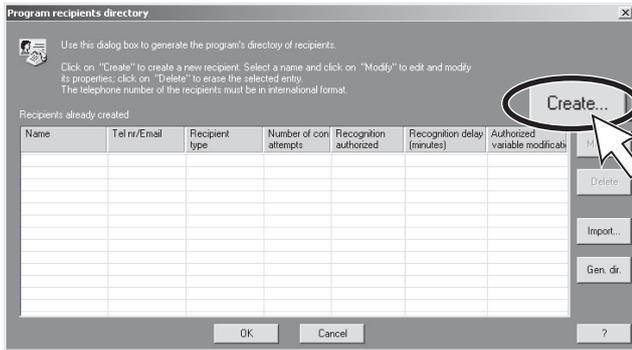 Program recipients directory
Use this dialog box to generate the program's directory of recipients.
Click on "Create" to create a new recipient. Select a name and click on "Modify" to edit and modify
its properties; click on "Delete" to erase the selected entry.
The telephone number of the recipients must be in international format.
Create...
Recipients already created
Name Tel nr/Email Recipient type Number of con attempts Recognition authorized Recognition delay (minutes) Authorized variable modificati
Delete
Import...
Gen. dir.
OK Cancel ?